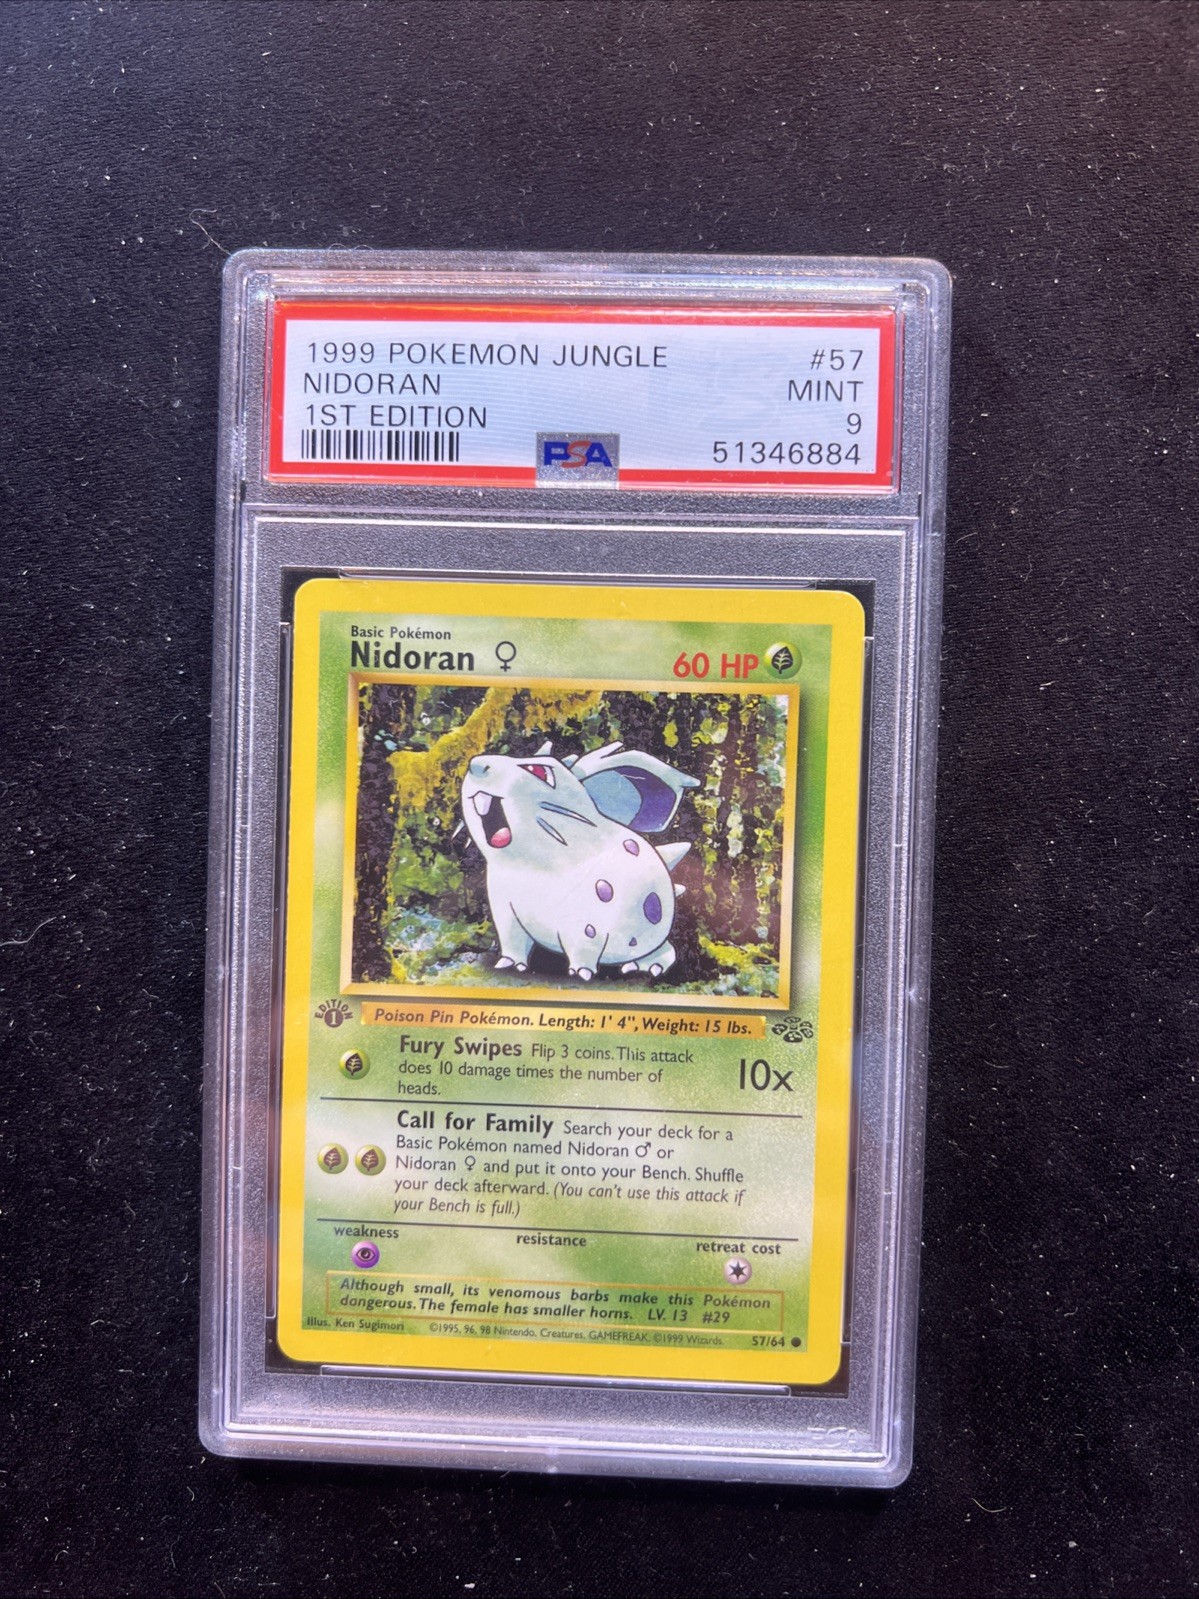 1999 POKEMON JUNGLE #57
NIDORAN MINT
1ST EDITION 9
PSA 51346884
Basic Pokémon
Nidoran ♀ 60 HP
EDITION 1
Poison Pin Pokémon. Length: 1' 4", Weight: 15 lbs.
Fury Swipes Flip 3 coins. This attack
does 10 damage times the number of
heads.
10x
Call for Family Search your deck for a
Basic Pokémon named Nidoran ♂ or
Nidoran ♀ and put it onto your Bench. Shuffle
your deck afterward. (You can't use this attack if
your Bench is full.)
weakness resistance retreat cost
Although small, its venomous barbs make this Pokémon
dangerous. The female has smaller horns. LV. 13 #29
Illus. Ken Sugimori ©1995, 96, 98 Nintendo, Creatures, GAMEFREAK. ©1999 Wizards. 57/64